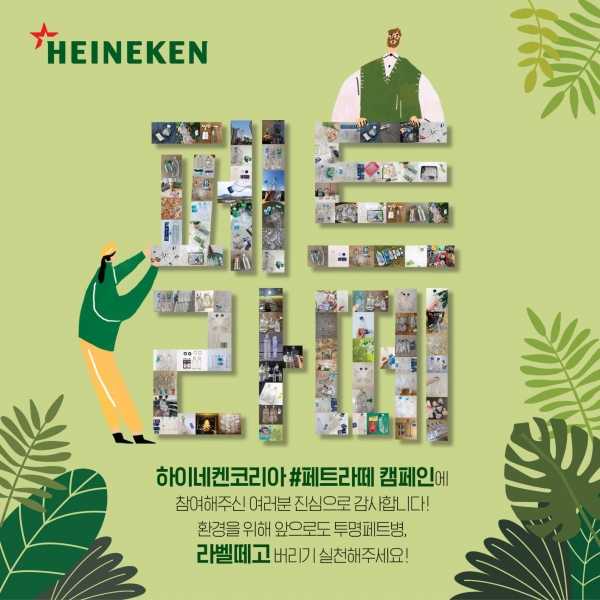 HEINEKEN
페트
라떼
하이네켄코리아 #페트라떼 캠페인에
참여해주신 여러분 진심으로 감사합니다!
환경을 위해 앞으로도 투명페트병,
라벨떼고 버리기 실천해주세요!